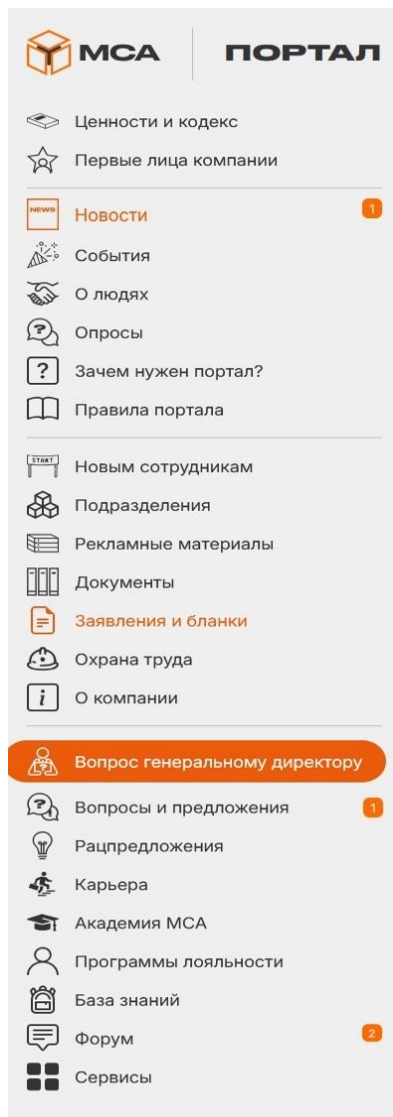 МСА ПОРТАЛ
Ценности и кодекс
Первые лица компании
NEWS Новости 1
События
О людях
Опросы
? Зачем нужен портал?
Правила портала
START Новым сотрудникам
Подразделения
Рекламные материалы
Документы
Заявления и бланки
Охрана труда
i О компании
Вопрос генеральному директору
Вопросы и предложения 1
Рацпредложения
Карьера
Академия МСА
Программы лояльности
База знаний
Форум 2
Сервисы